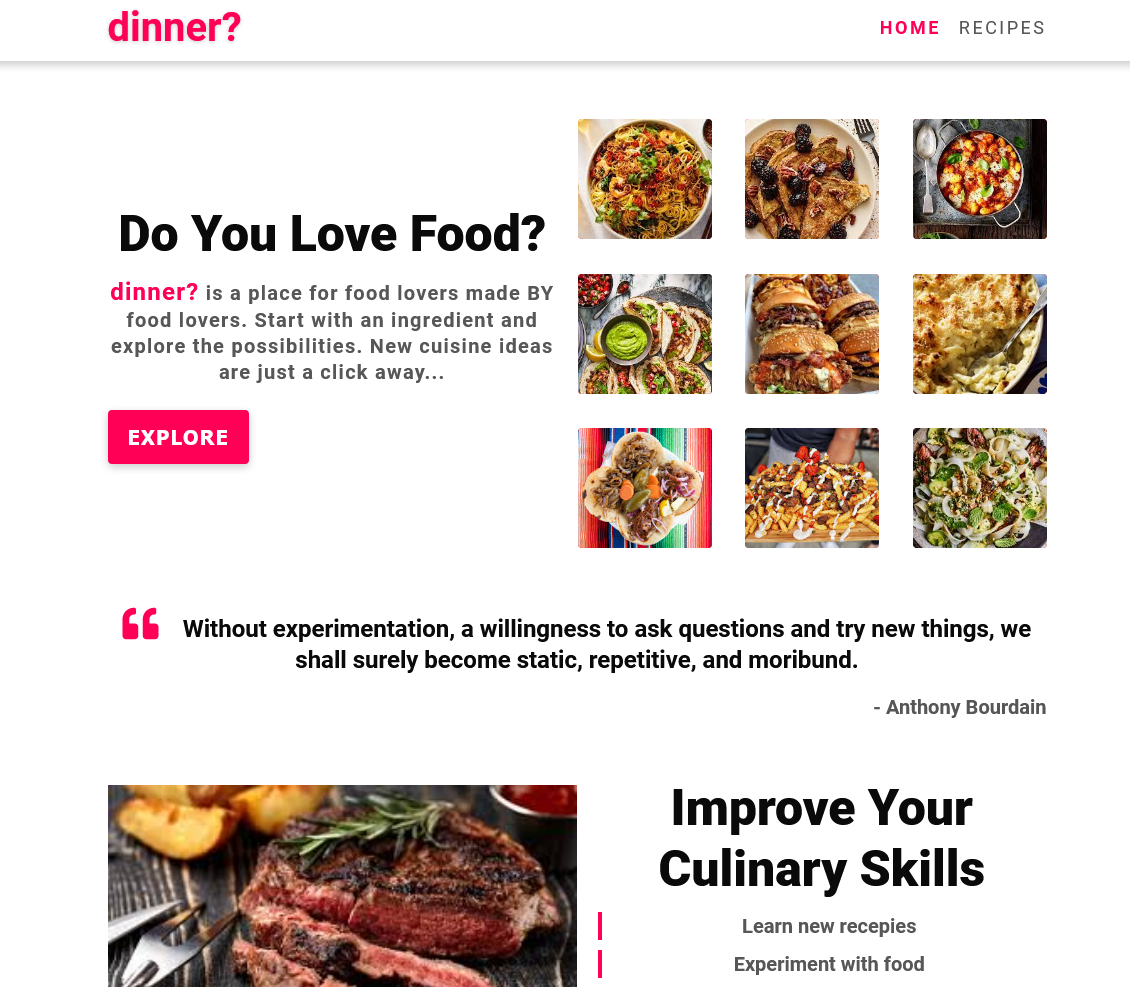 dinner?
HOME RECIPES
Do You Love Food?
dinner? is a place for food lovers made BY
food lovers. Start with an ingredient and
explore the possibilities. New cuisine ideas
are just a click away...
EXPLORE
Without experimentation, a willingness to ask questions and try new things, we
shall surely become static, repetitive, and moribund.
- Anthony Bourdain
Improve Your
Culinary Skills
Learn new recepies
Experiment with food